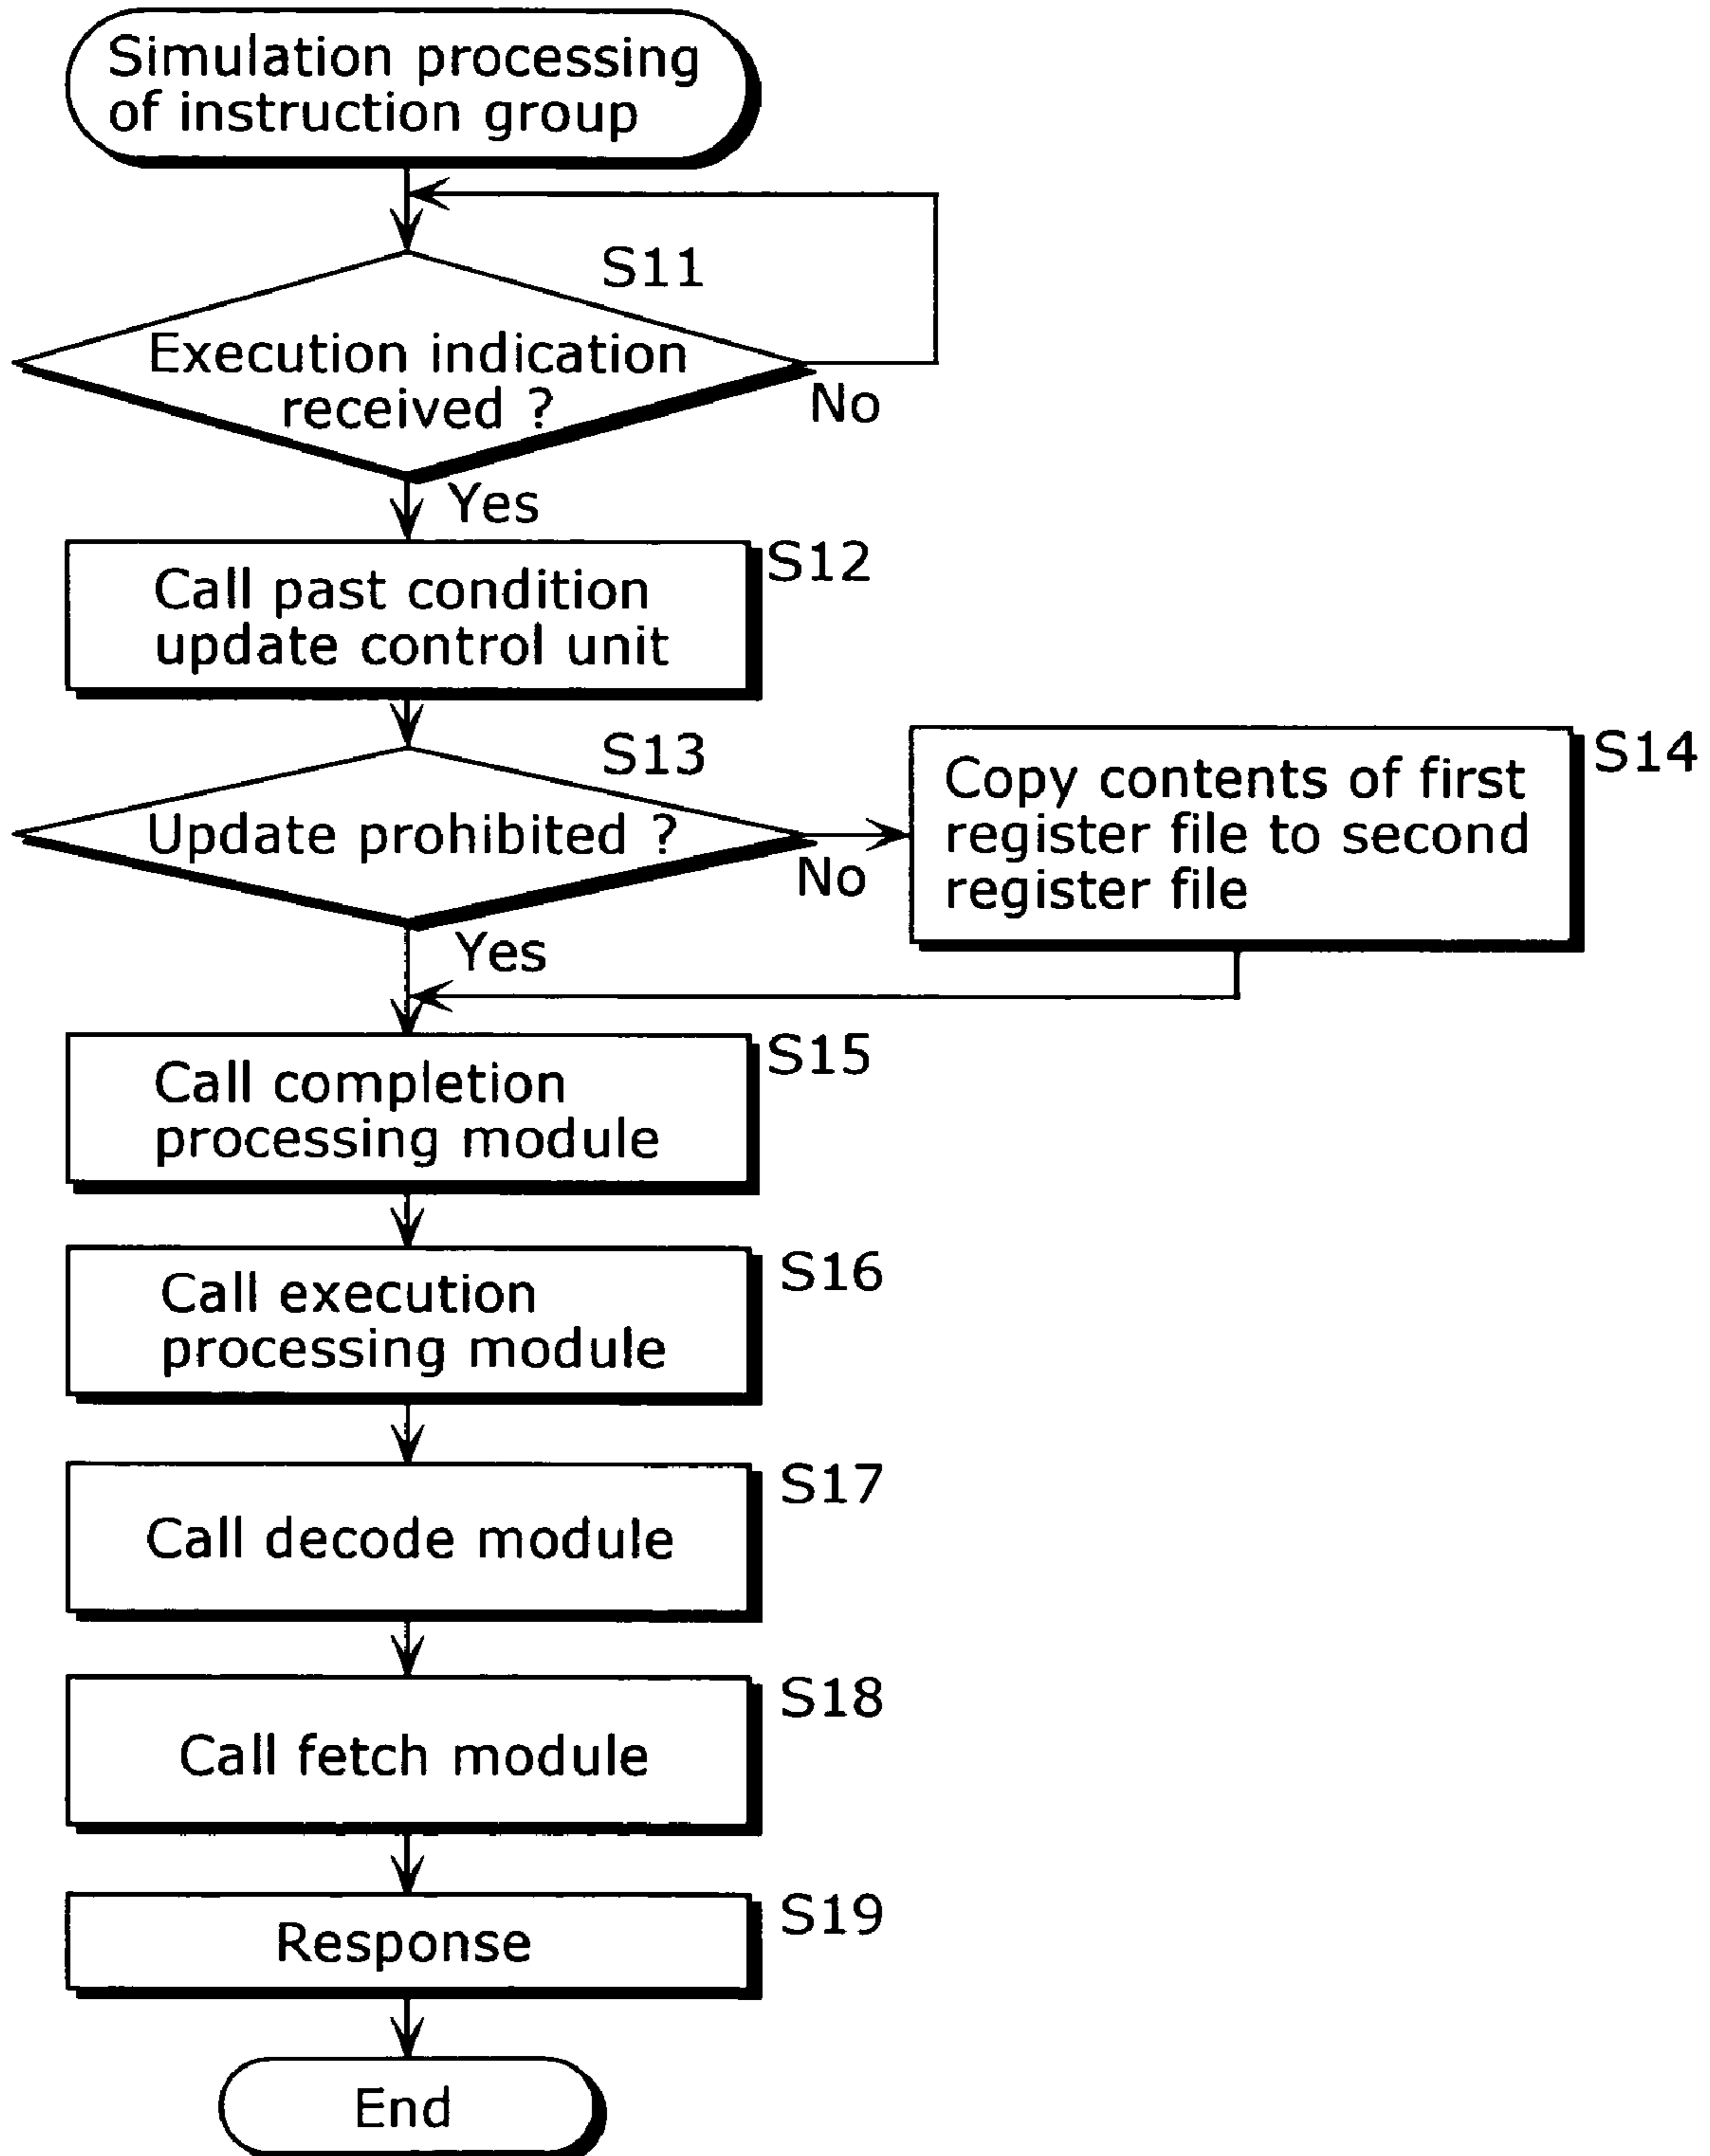 Simulation processing
of instruction group
S11
Execution indication
received ?
No
Yes
S12
Call past condition
update control unit
S13
Update prohibited ?
No
Yes
S14
Copy contents of first
register file to second
register file
S15
Call completion
processing module
S16
Call execution
processing module
S17
Call decode module
S18
Call fetch module
S19
Response
End